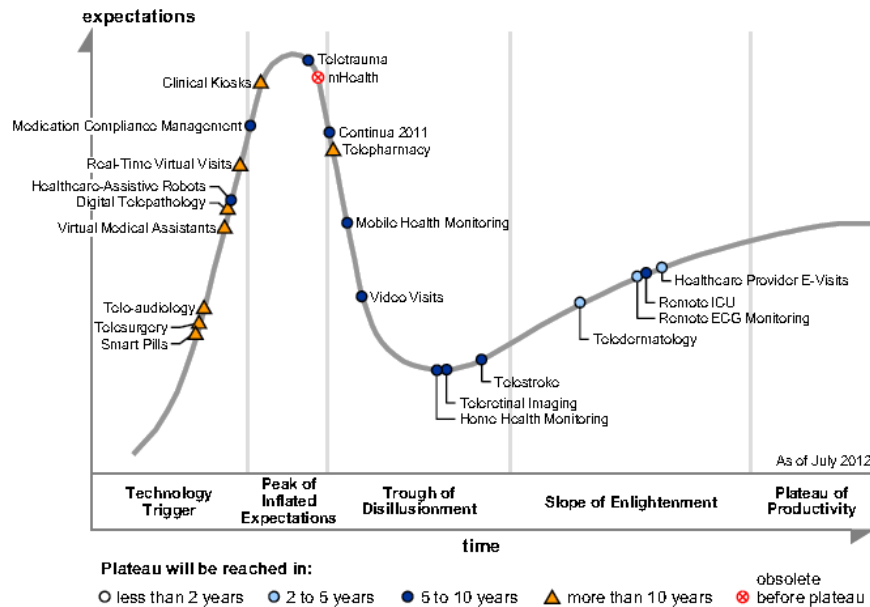 expectations
Teletrauma
mHealth
Clinical Kiosks
Medication Compliance Management
Continua 2011
Telepharmacy
Real-Time Virtual Visits
Healthcare-Assistive Robots
Digital Telepathology
Virtual Medical Assistants
Mobile Health Monitoring
Healthcare Provider E-Visits
Video Visits
Remote ICU
Tele-audiology
Remote ECG Monitoring
Telesurgery
Teledermatology
Smart Pills
Telestroke
Teleretinal Imaging
Home Health Monitoring
As of July 2012
Technology
Trigger
Peak of
Inflated
Expectations
Trough of
Disillusionment
Slope of Enlightenment
Plateau of
Productivity
time
Plateau will be reached in:
less than 2 years
2 to 5 years
5 to 10 years
more than 10 years
obsolete
before plateau